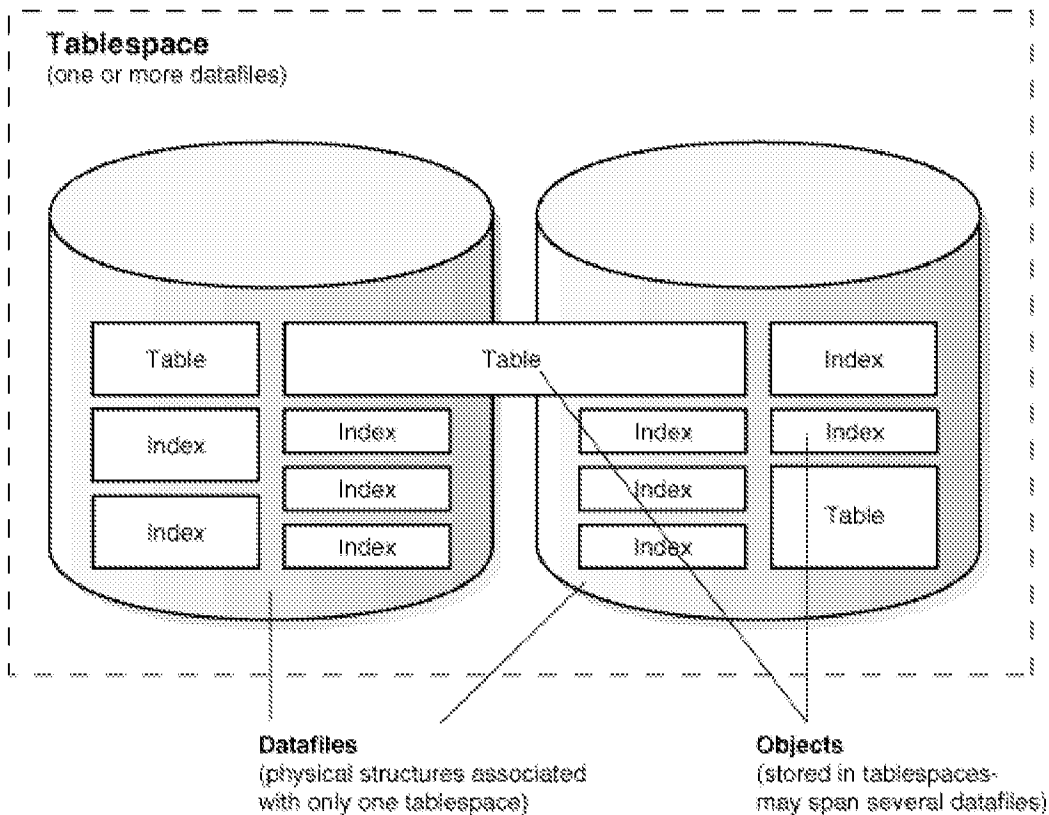 Tablespace
(one or more datafiles)
Table
Table
Index
Index
Index
Index
Index
Index
Index
Table
Index
Index
Index
Index
Datafiles
(physical structures associated
with only one tablespace)
Objects
(stored in tablespaces-
may span several datafiles)